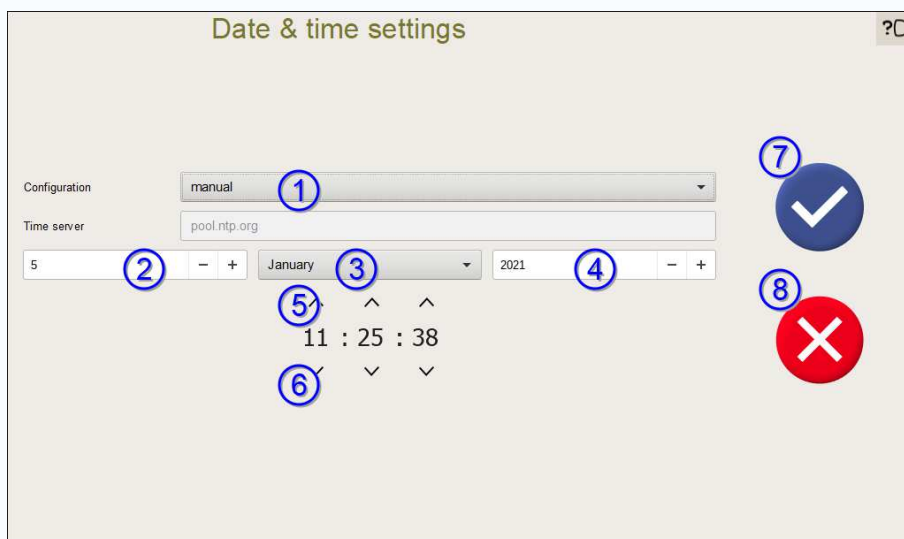 Date & time settings
?
7
Configuration
manual
1
Time server
pool.ntp.org
5
2
- +
January
3
2021
4
- +
8
5
11 : 25 : 38
6